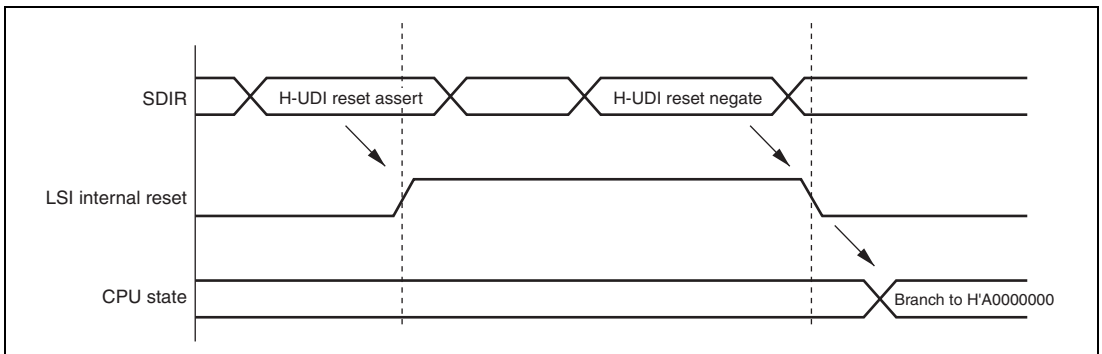 SDIR
H-UDI reset assert
H-UDI reset negate
LSI internal reset
CPU state
Branch to H'A0000000